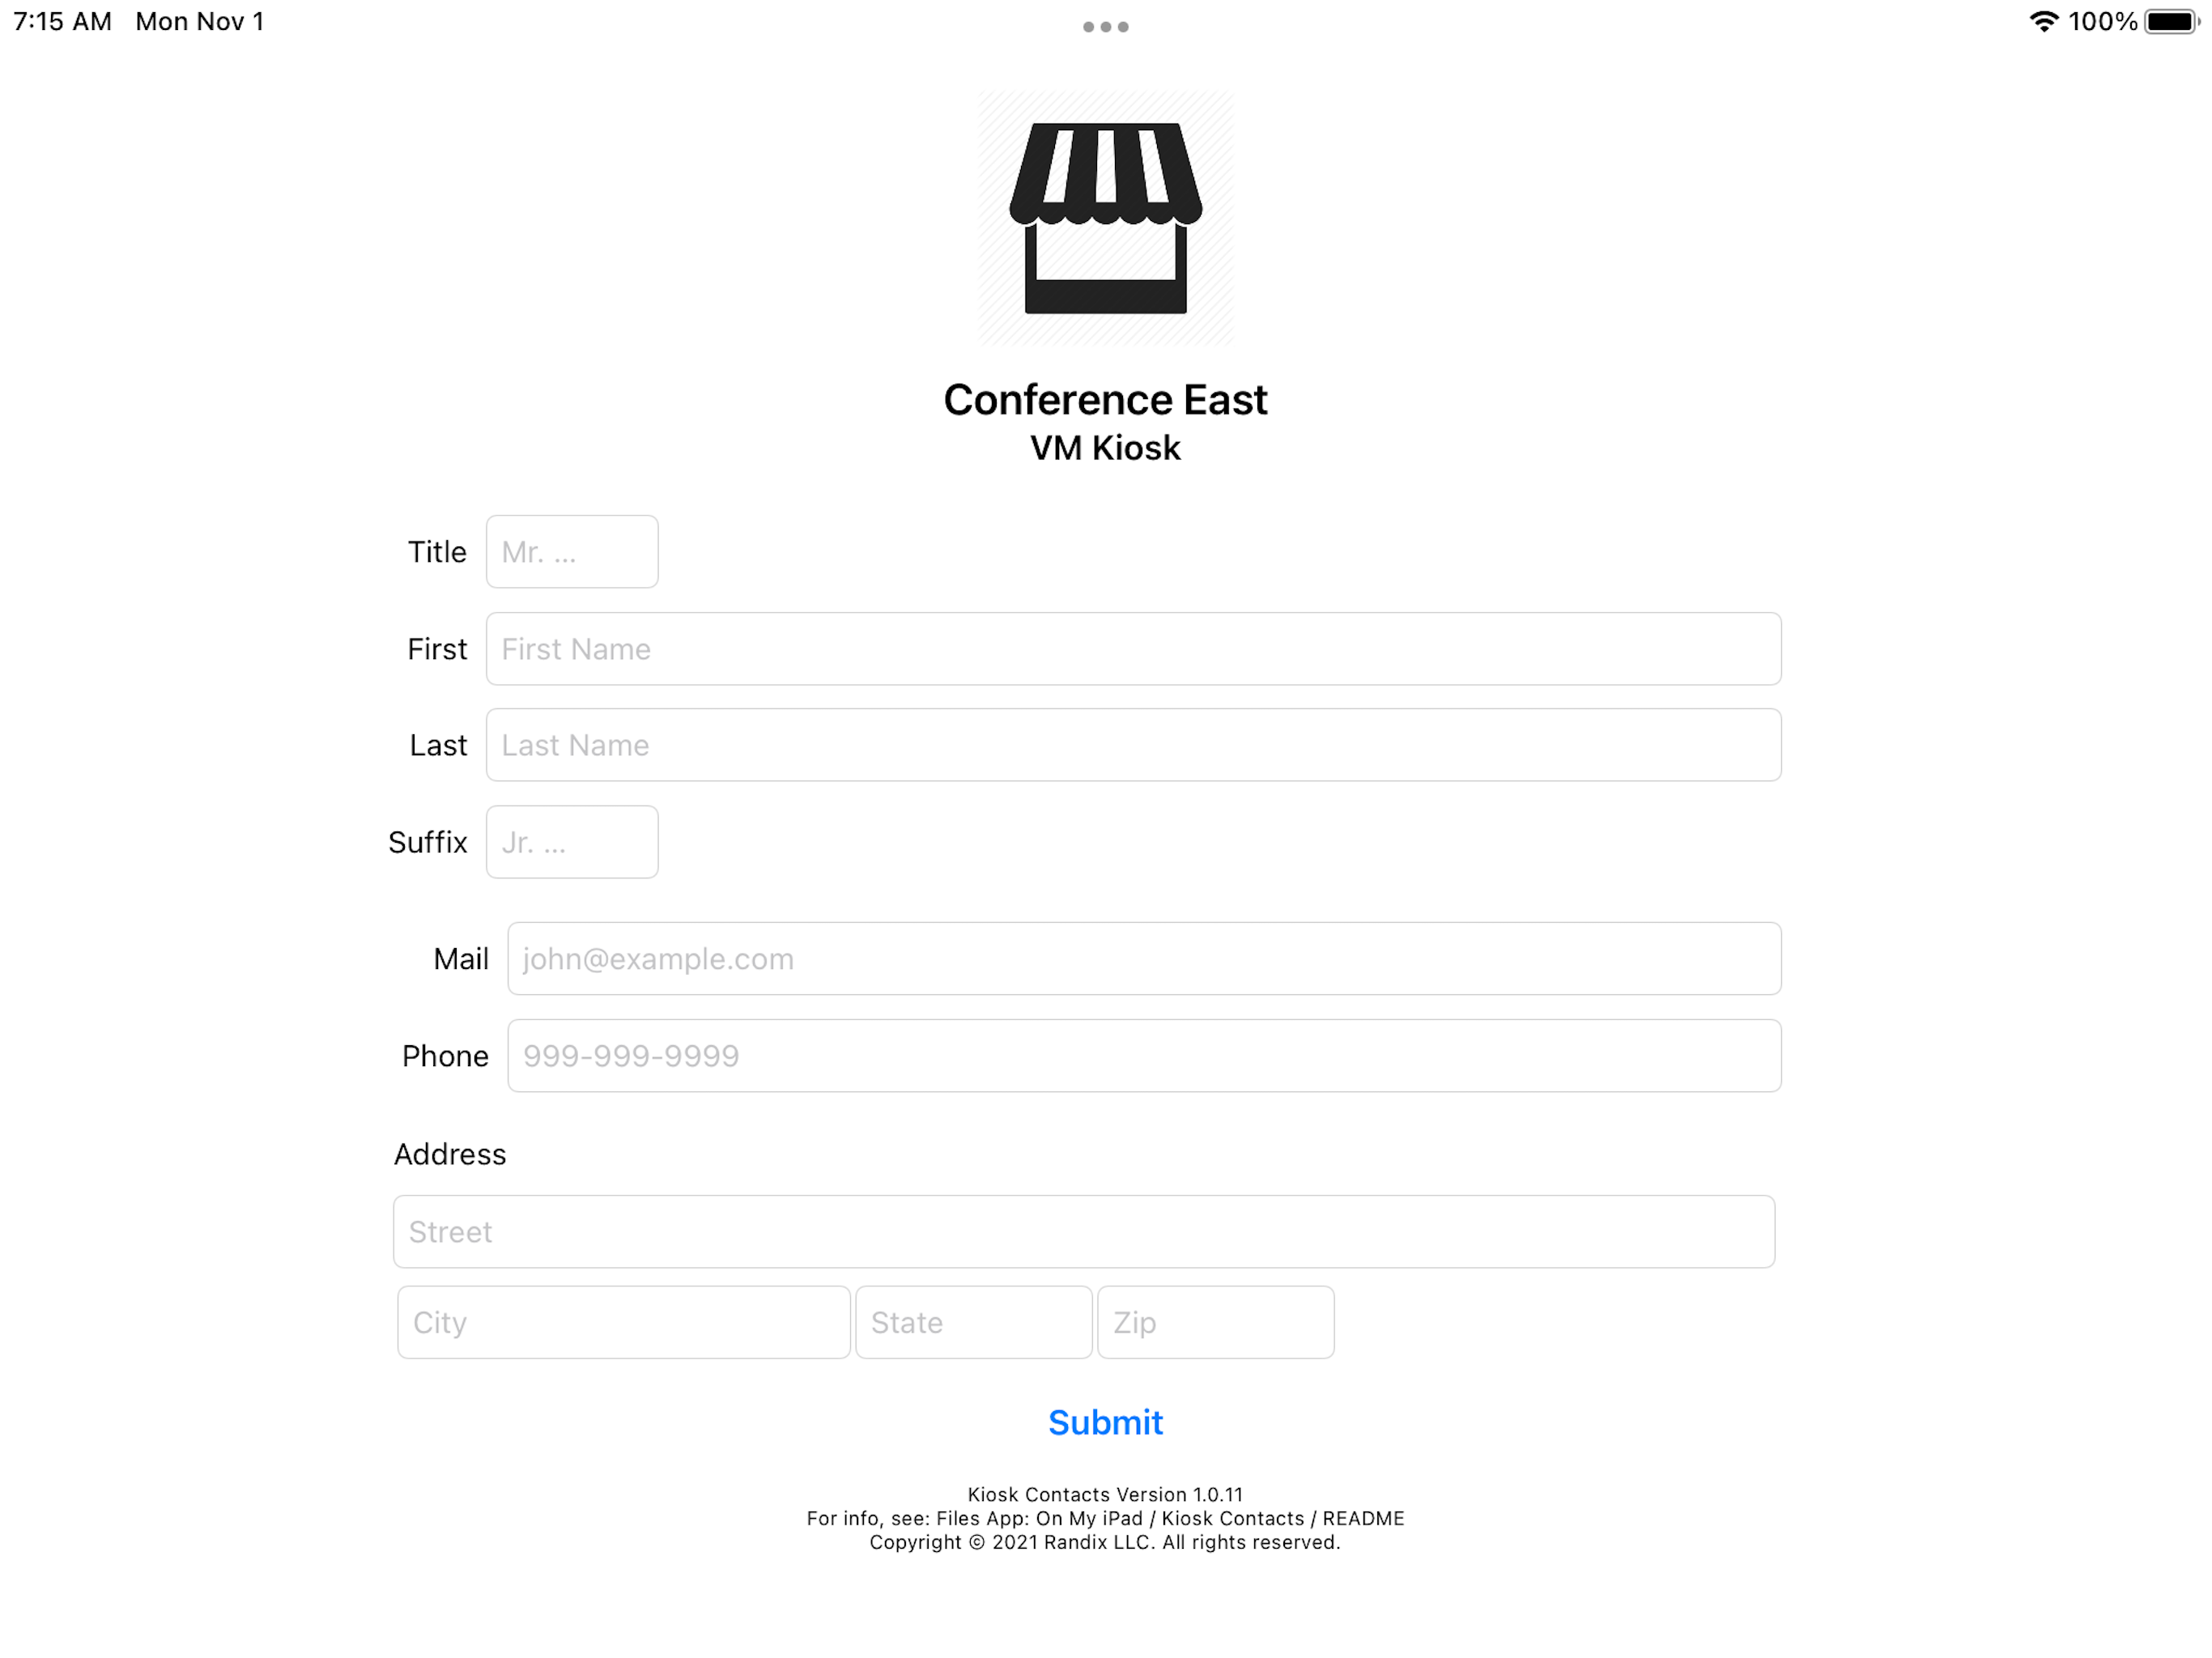 7:15 AM Mon Nov 1 100%
Conference East
VM Kiosk
Title Mr. ...
First First Name
Last Last Name
Suffix Jr. ...
Mail john@example.com
Phone 999-999-9999
Address
Street
City State Zip
Submit
Kiosk Contacts Version 1.0.11
For info, see: Files App: On My iPad / Kiosk Contacts / README
Copyright © 2021 Randix LLC. All rights reserved.